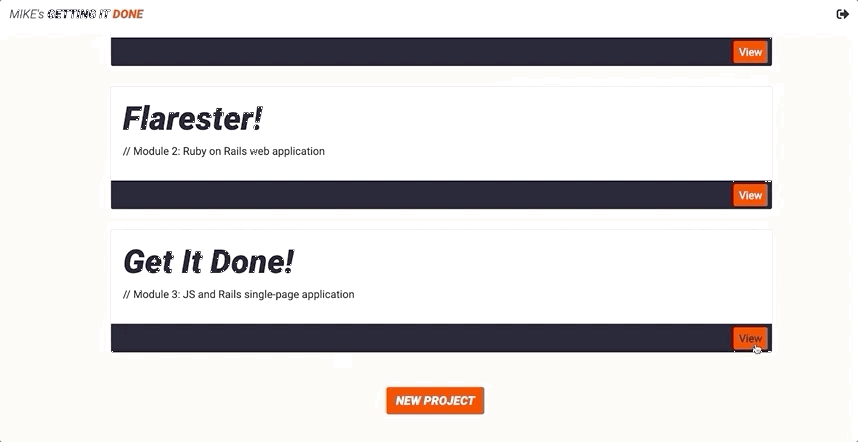 MIKE's GETTING IT DONE
View
Flarester!
// Module 2: Ruby on Rails web application
View
Get It Done!
// Module 3: JS and Rails single-page application
View
NEW PROJECT